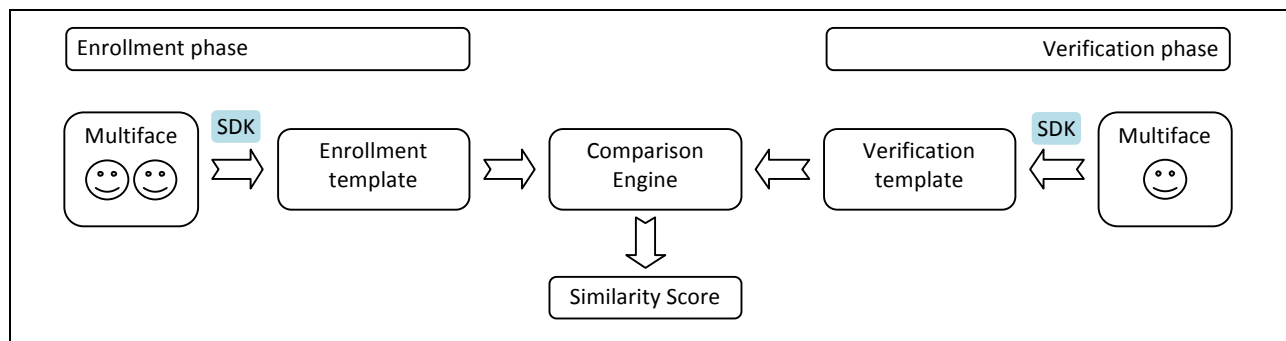 Enrollment phase
Verification phase
Multiface
SDK
Enrollment
template
Comparison
Engine
Verification
template
SDK
Multiface
Similarity Score